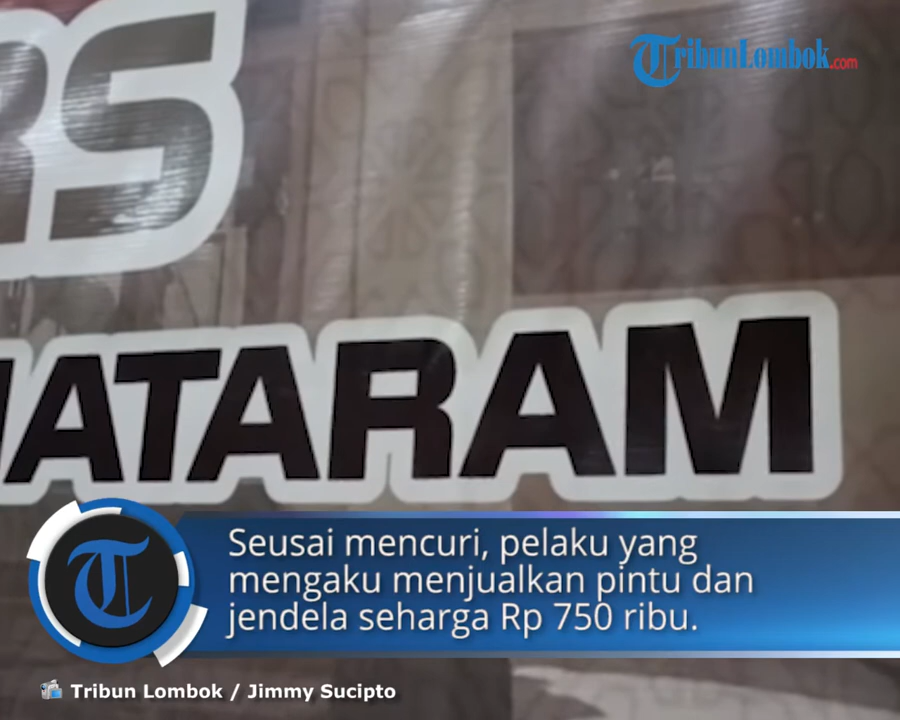 TribunLombok.com
RS
MATARAM
Seusai mencuri, pelaku yang
mengaku menjualkan pintu dan
jendela seharga Rp 750 ribu.
T
Tribun Lombok / Jimmy Sucipto